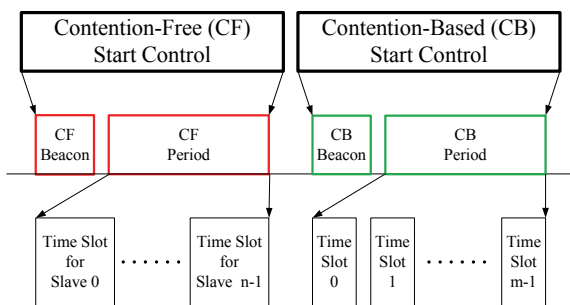 Contention-Free (CF)
Start Control
Contention-Based (CB)
Start Control
CF
Beacon
CF
Period
CB
Beacon
CB
Period
Time Slot
for
Slave 0
······
Time Slot
for
Slave n-1
Time
Slot
0
Time
Slot
1
······
Time
Slot
m-1